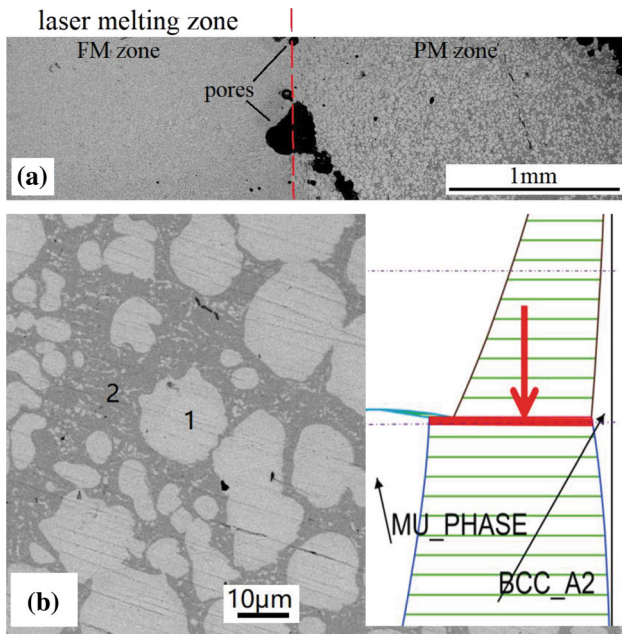 laser melting zone
FM zone
PM zone
pores
(a)
1mm
2
1
MU_PHASE
BCC_A2
(b)
10μm